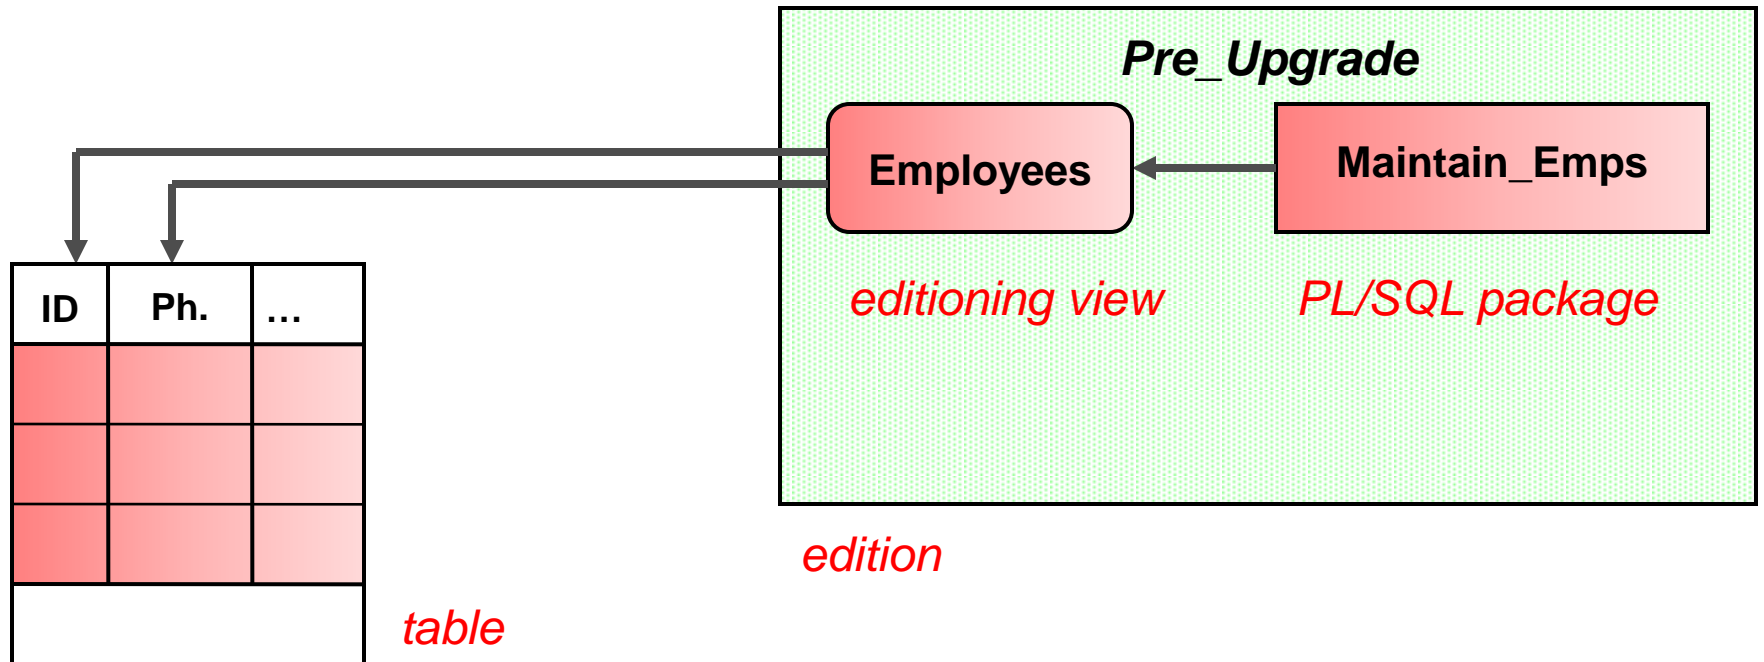 Pre_Upgrade
Employees
Maintain_Emps
editioning view
PL/SQL package
ID
Ph.
...
edition
table